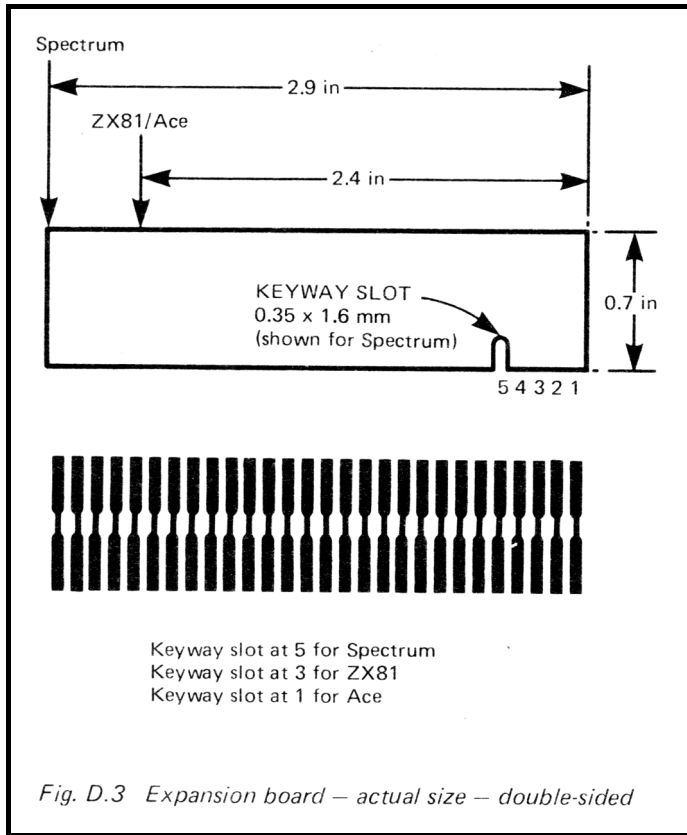 Spectrum
2.9 in
ZX81/Ace
2.4 in
KEYWAY SLOT
0.35 x 1.6 mm
(shown for Spectrum)
0.7 in
5 4 3 2 1
Keyway slot at 5 for Spectrum
Keyway slot at 3 for ZX81
Keyway slot at 1 for Ace
Fig. D.3 Expansion board — actual size — double-sided